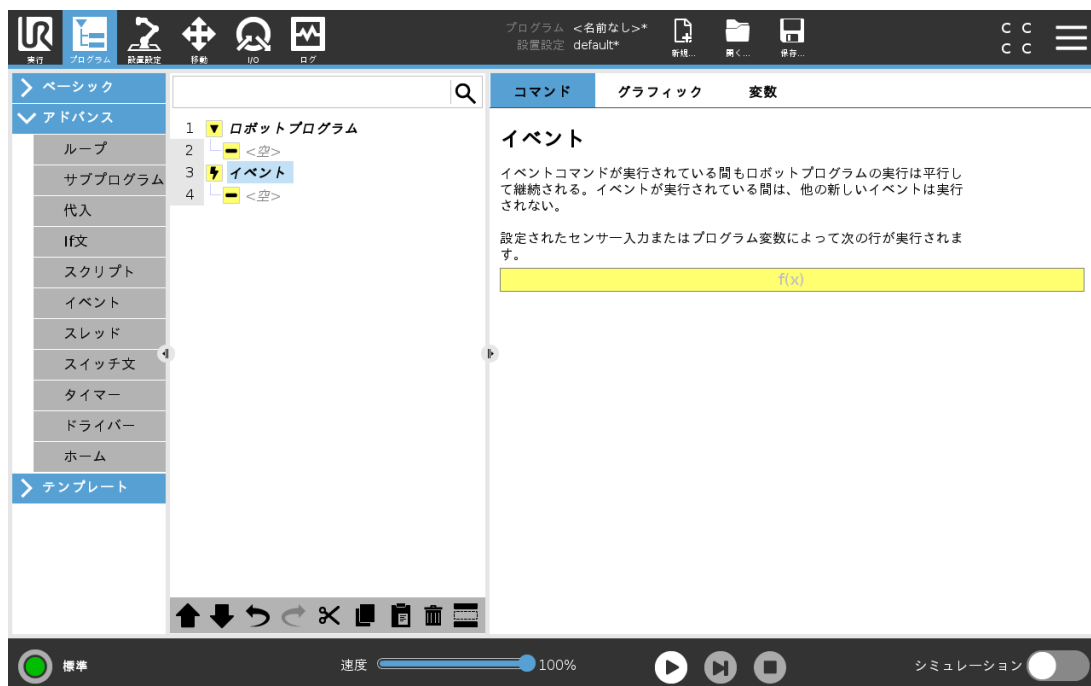 実行
プログラム
設置設定
移動
I/O
ログ
プログラム <名前なし>*
設置設定 default*
新規...
開く...
保存...
C C
C C
ベーシック
アドバンス
ループ
サブプログラム
代入
If文
スクリプト
イベント
スレッド
スイッチ文
タイマー
ドライバー
ホーム
テンプレート
1 ロボットプログラム
2 <空>
3 イベント
4 <空>
コマンド グラフィック 変数
イベント
イベントコマンドが実行されている間もロボットプログラムの実行は平行し
て継続される。イベントが実行されている間は、他の新しいイベントは実行
されない。
設定されたセンサー入力またはプログラム変数によって次の行が実行されま
す。
f(x)
標準
速度 100%
シミュレーション